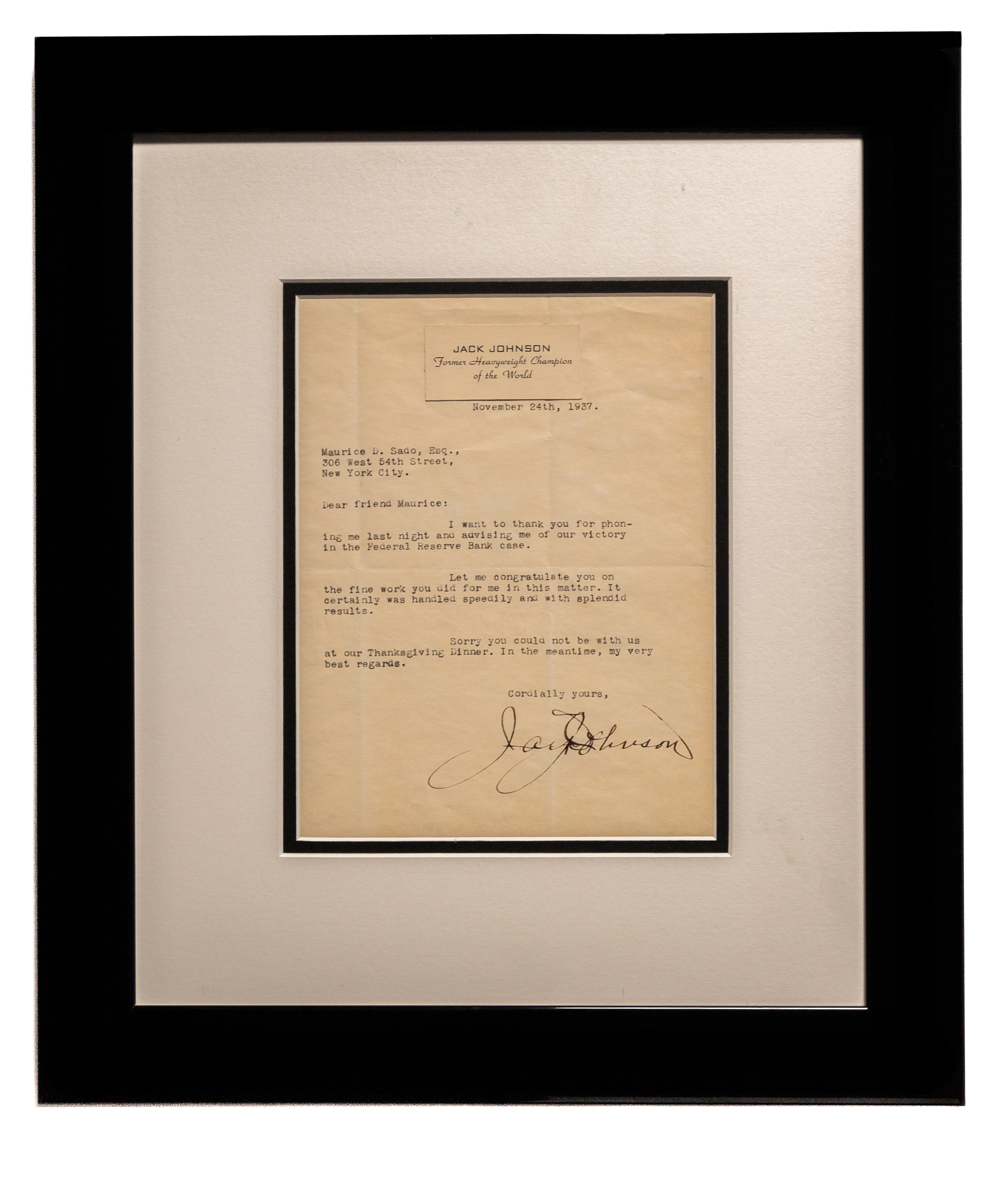 JACK JOHNSON
Former Heavyweight Champion
of the World
November 24th, 1937.
Maurice D. Sado, Esq.,
306 West 54th Street,
New York City.
Dear friend Maurice:
I want to thank you for phon-
ing me last night and advising me of our victory
in the Federal Reserve Bank case.
Let me congratulate you on
the fine work you did for me in this matter. It
certainly was handled speedily and with splendid
results.
Sorry you could not be with us
at our Thanksgiving Dinner. In the meantime, my very
best regards.
Cordially yours,
Jack Johnson